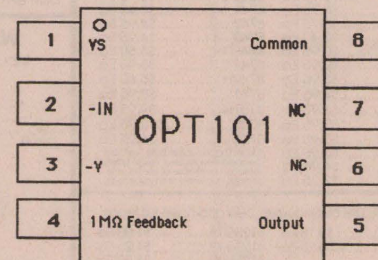 1 VS Common 8
2 -IN NC 7
OPT101
3 -V NC 6
4 1MΩ Feedback Output 5